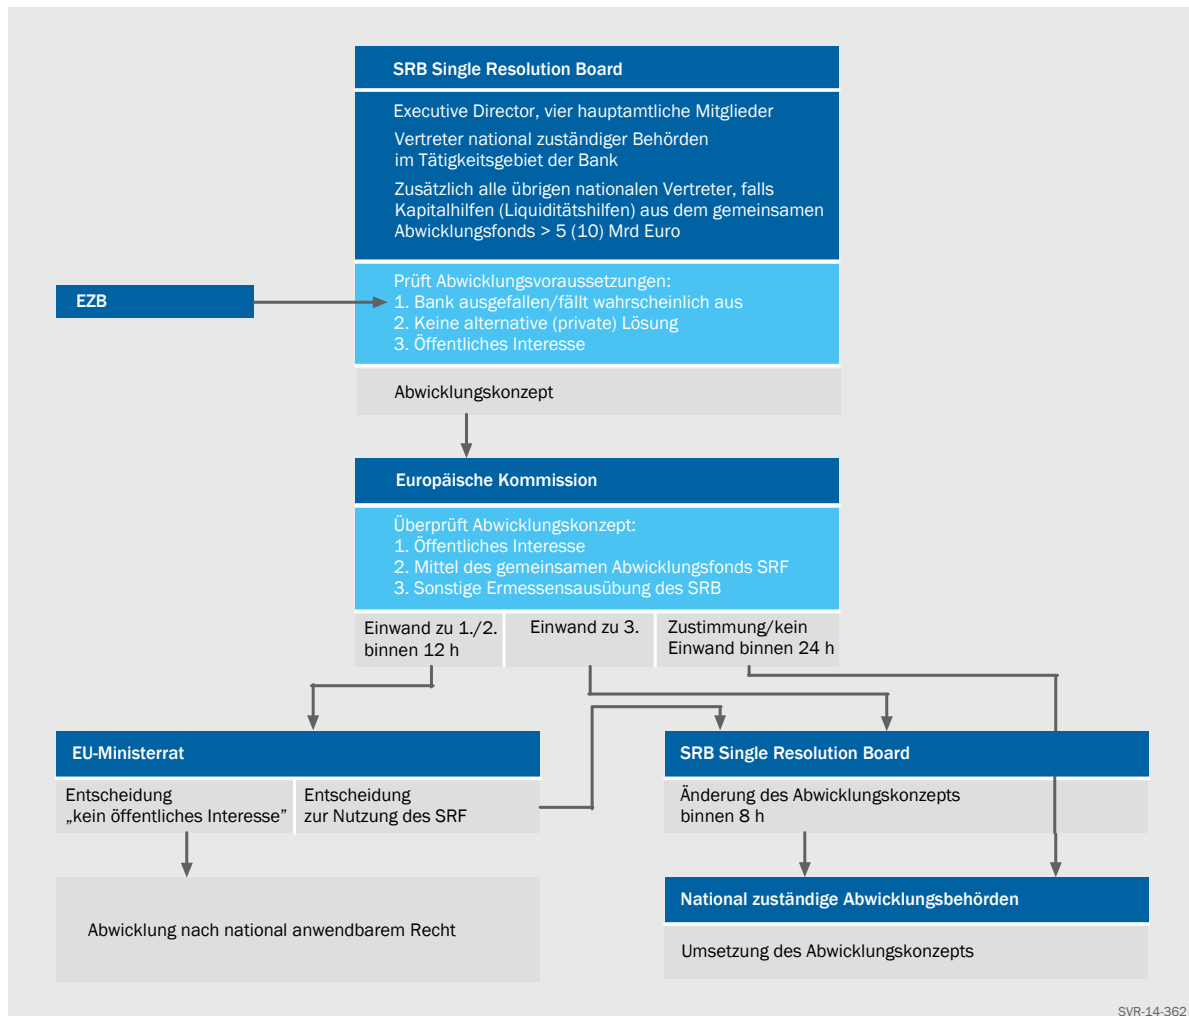 SRB Single Resolution Board
Executive Director, vier hauptamtliche Mitglieder
Vertreter national zuständiger Behörden
im Tätigkeitsgebiet der Bank
Zusätzlich alle übrigen nationalen Vertreter, falls
Kapitalhilfen (Liquiditätshilfen) aus dem gemeinsamen
Abwicklungsfonds > 5 (10) Mrd Euro
EZB
Prüft Abwicklungsvoraussetzungen:
1. Bank ausgefallen/fällt wahrscheinlich aus
2. Keine alternative (private) Lösung
3. Öffentliches Interesse
Abwicklungskonzept
Europäische Kommission
Überprüft Abwicklungskonzept:
1. Öffentliches Interesse
2. Mittel des gemeinsamen Abwicklungsfonds SRF
3. Sonstige Ermessensausübung des SRB
Einwand zu 1./2.
binnen 12 h
Einwand zu 3.
Zustimmung/kein
Einwand binnen 24 h
EU-Ministerrat
Entscheidung
„kein öffentliches Interesse”
Entscheidung
zur Nutzung des SRF
Abwicklung nach national anwendbarem Recht
SRB Single Resolution Board
Änderung des Abwicklungskonzepts
binnen 8 h
National zuständige Abwicklungsbehörden
Umsetzung des Abwicklungskonzepts
SVR-14-362